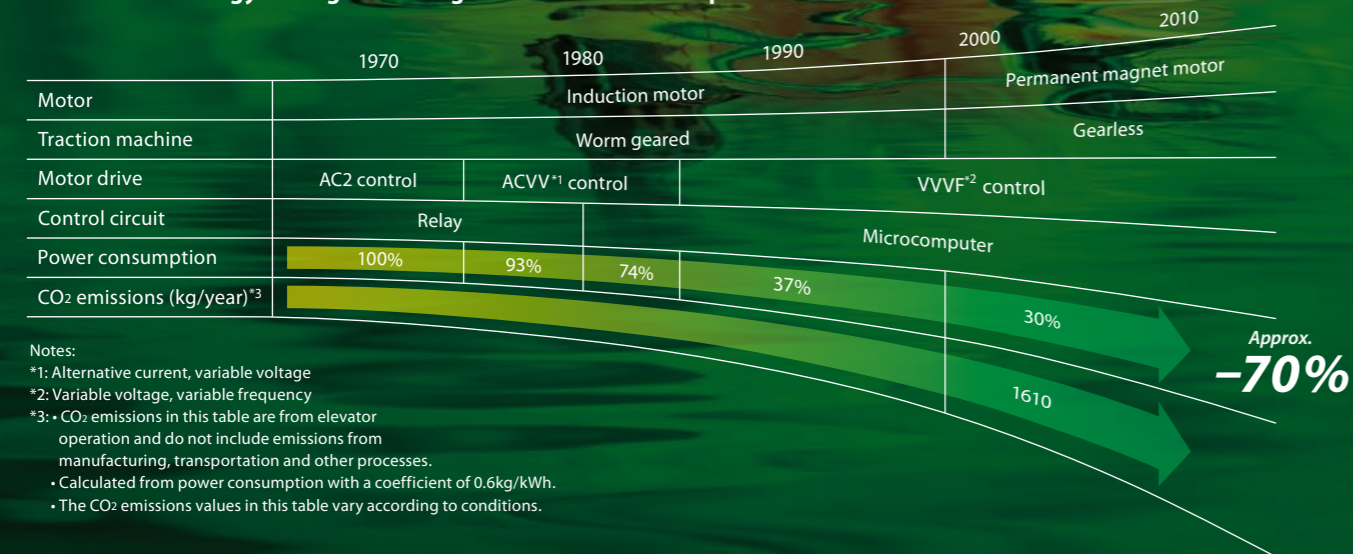 1970 1980 1990 2000 2010
Motor Induction motor Permanent magnet motor
Traction machine Worm geared Gearless
Motor drive AC2 control ACVV*1 control VVVF*2 control
Control circuit Relay Microcomputer
Power consumption 100% 93% 74% 37% 30%
CO2 emissions (kg/year)*3 1610
Approx.
–70%
Notes:
*1: Alternative current, variable voltage
*2: Variable voltage, variable frequency
*3: • CO2 emissions in this table are from elevator
operation and do not include emissions from
manufacturing, transportation and other processes.
• Calculated from power consumption with a coefficient of 0.6kg/kWh.
• The CO2 emissions values in this table vary according to conditions.